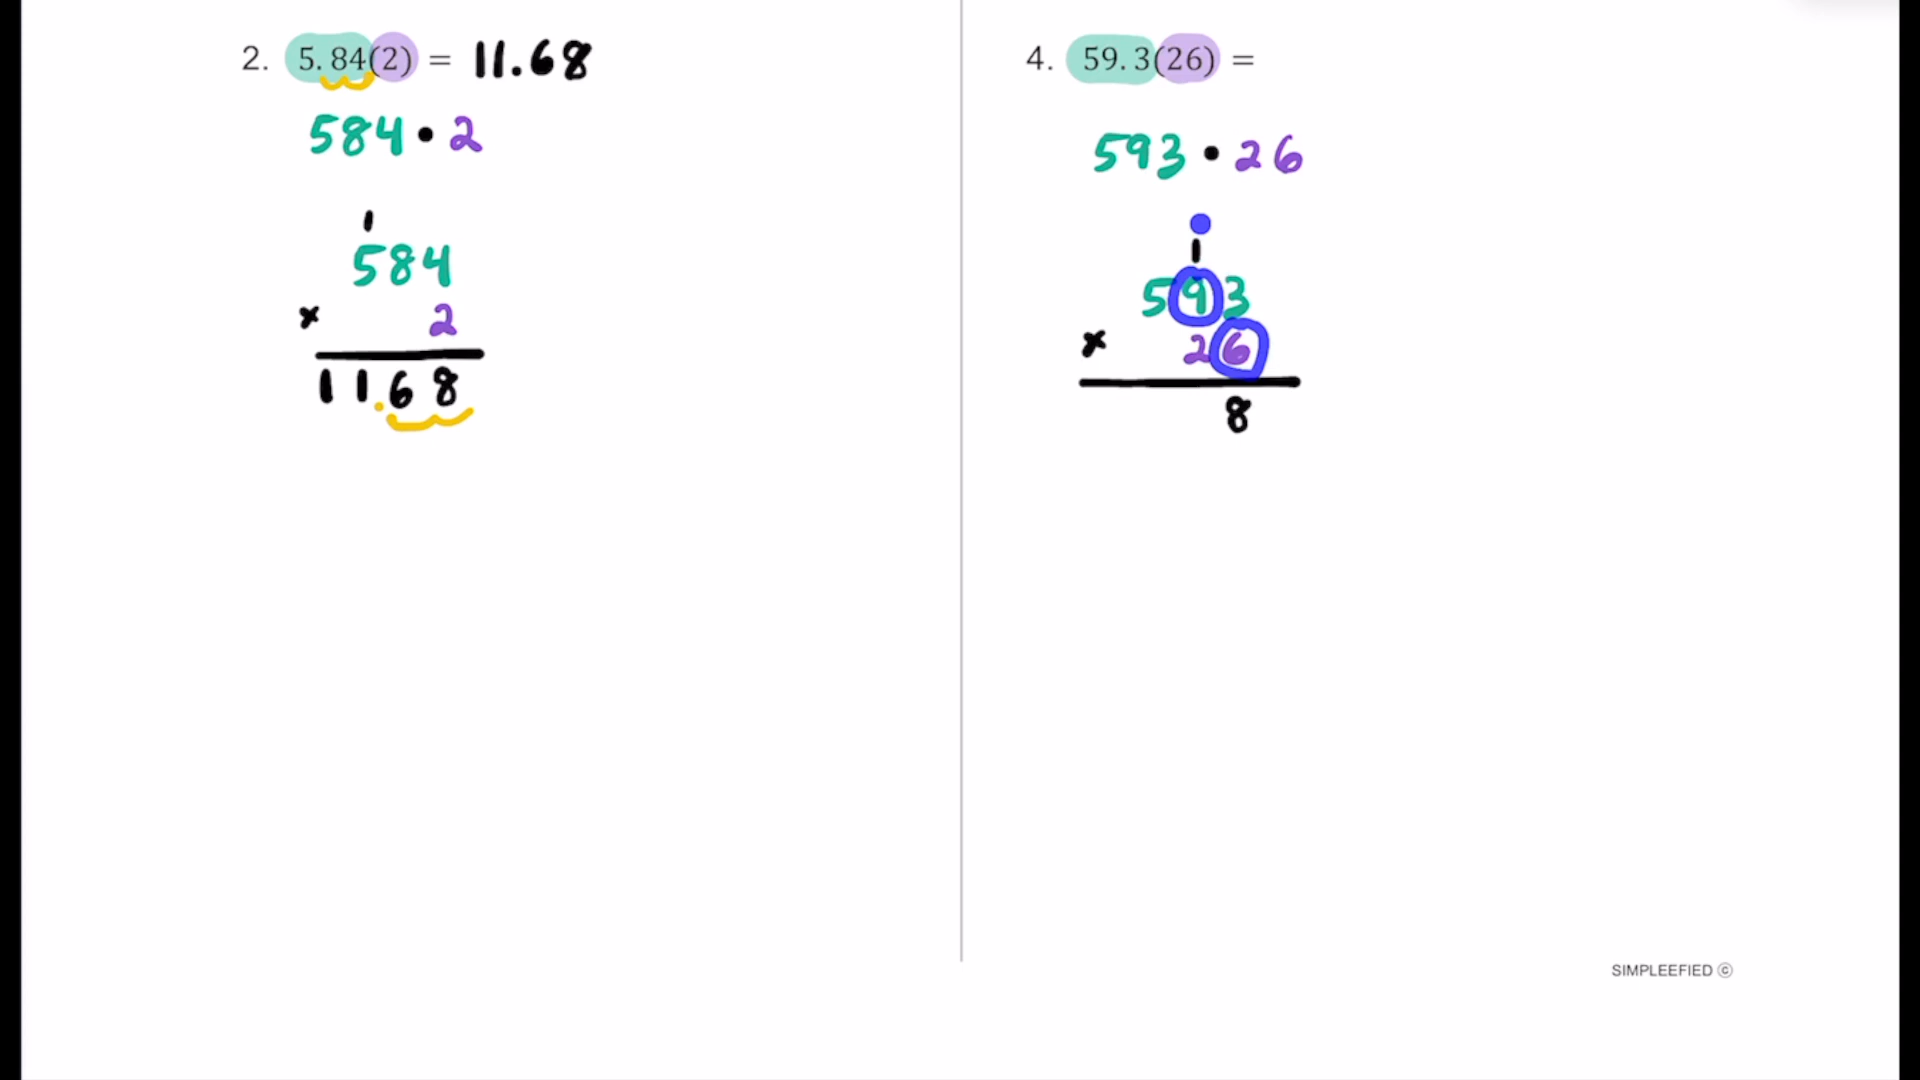 2. 5.84(2) = 11.68
584 • 2
1
584
× 2
11.68
4. 59.3(26) =
593 • 26
1
593
× 26
8
SIMPLEEFIED ©